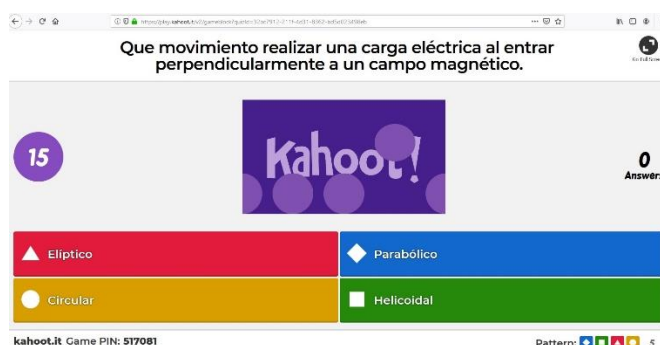 Que movimiento realizar una carga eléctrica al entrar
perpendicularmente a un campo magnético.
15
Kahoot!
0
Answers
Elíptico
Parabólico
Circular
Helicoidal
kahoot.it Game PIN: 517081
Pattern:
5